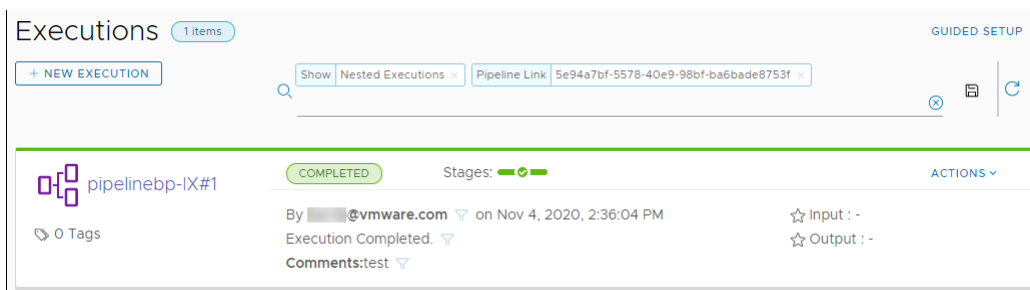 Executions 1 items
GUIDED SETUP
+ NEW EXECUTION
Show Nested Executions × Pipeline Link 5e94a7bf-5578-40e9-98bf-ba6bade8753f ×
pipelinebp-IX#1
0 Tags
COMPLETED Stages:
ACTIONS
By @vmware.com on Nov 4, 2020, 2:36:04 PM
Input : -
Execution Completed.
Output : -
Comments:test